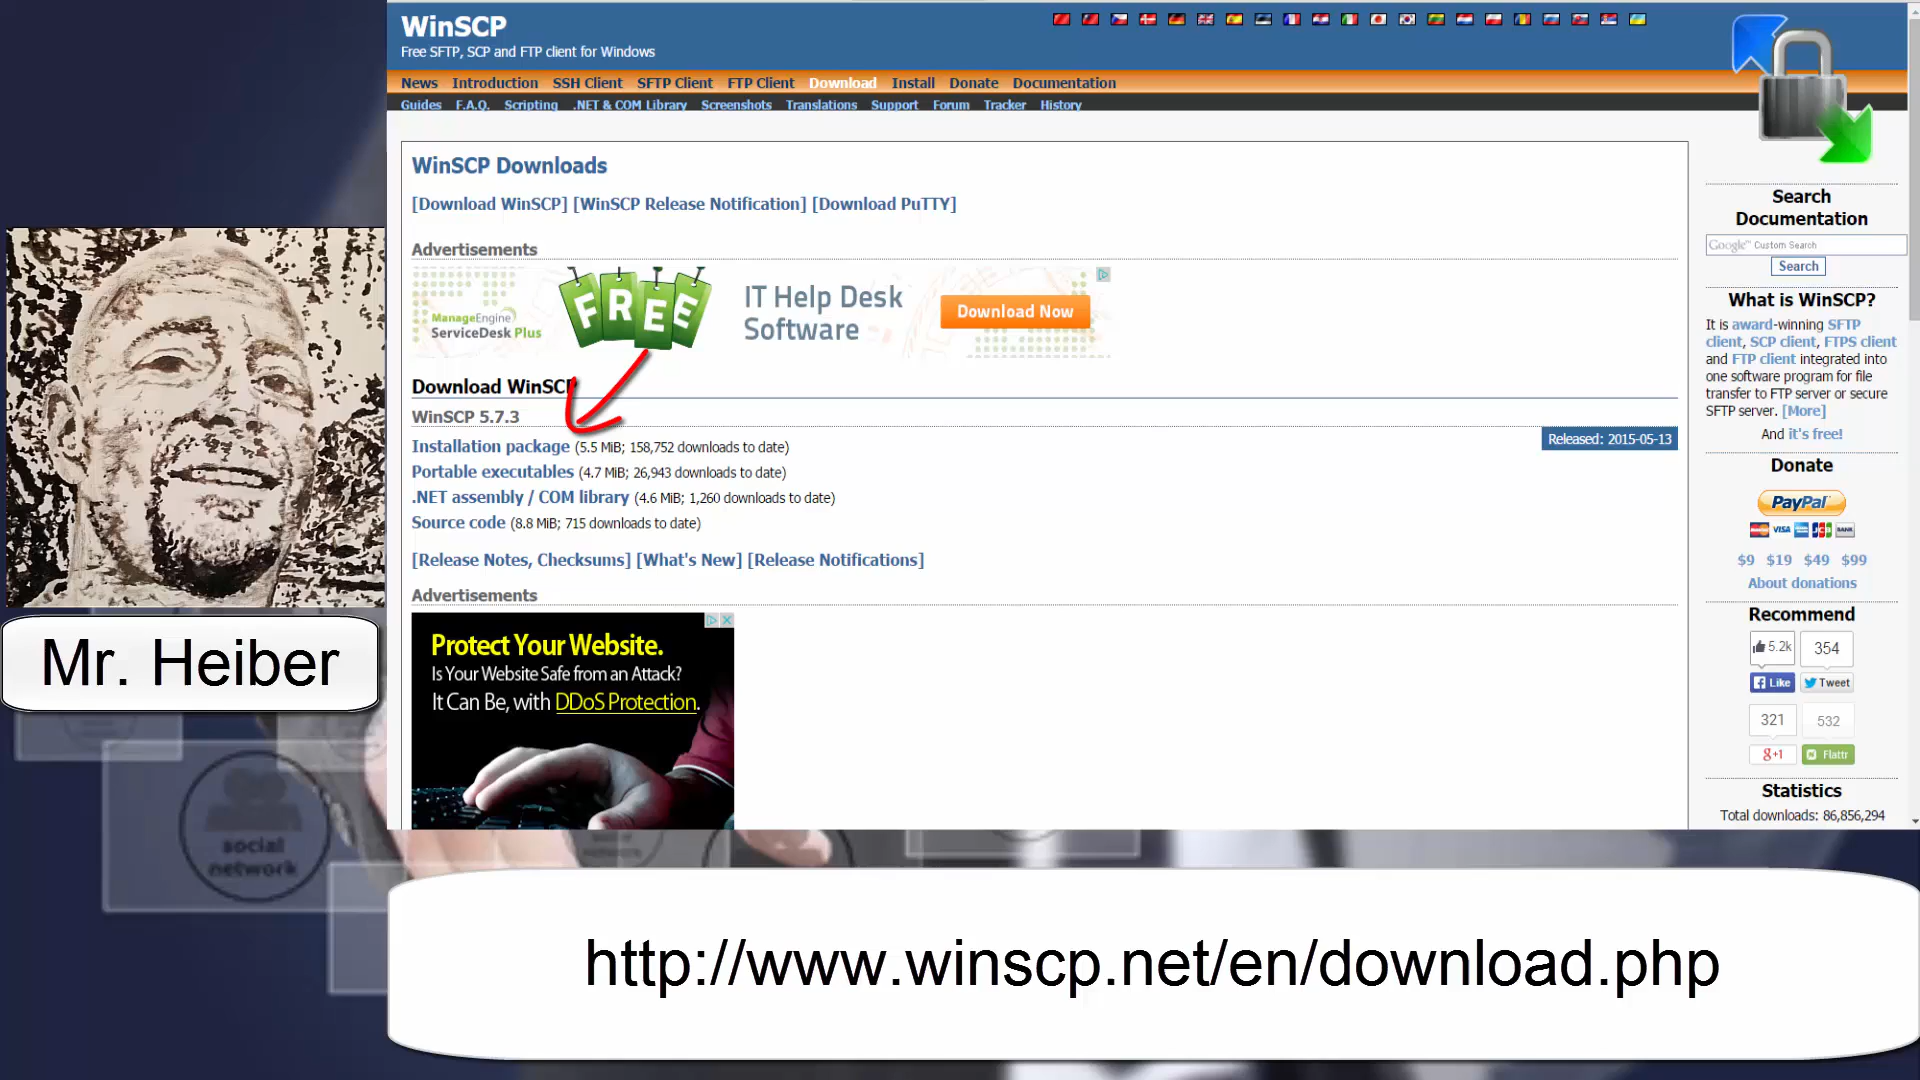 WinSCP
Free SFTP, SCP and FTP client for Windows
News Introduction SSH Client SFTP Client FTP Client Download Install Donate Documentation
Guides F.A.Q. Scripting .NET & COM Library Screenshots Translations Support Forum Tracker History
WinSCP Downloads
[Download WinSCP] [WinSCP Release Notification] [Download PuTTY]
Advertisements
ManageEngine
ServiceDesk Plus
FREE
IT Help Desk
Software
Download Now
Download WinSCP
WinSCP 5.7.3
Released: 2015-05-13
Installation package (5.5 MiB; 158,752 downloads to date)
Portable executables (4.7 MiB; 26,943 downloads to date)
.NET assembly / COM library (4.6 MiB; 1,260 downloads to date)
Source code (8.8 MiB; 715 downloads to date)
[Release Notes, Checksums] [What's New] [Release Notifications]
Advertisements
Protect Your Website.
Is Your Website Safe from an Attack?
It Can Be, with DDoS Protection.
Search
Documentation
Google™ Custom Search
Search
What is WinSCP?
It is award-winning SFTP
client, SCP client, FTPS client
and FTP client integrated into
one software program for file
transfer to FTP server or secure
SFTP server. [More]
And it's free!
Donate
PayPal
VISA
JCB
BANK
$9 $19 $49 $99
About donations
Recommend
5.2k 354
Like Tweet
321 532
g+1 Flattr
Statistics
Total downloads: 86,856,294
Mr. Heiber
social
network
http://www.winscp.net/en/download.php